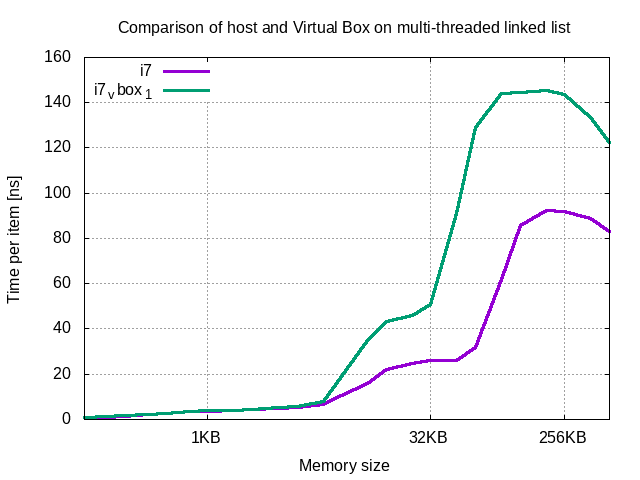 Comparison of host and Virtual Box on multi-threaded linked list
i7
i7vbox1
160
140
120
100
80
60
40
20
0
Time per item [ns]
1KB
32KB
256KB
Memory size